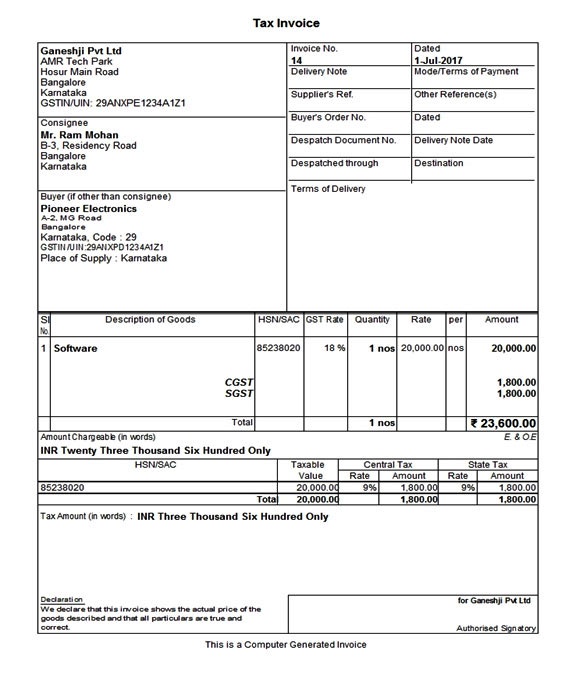 Tax Invoice
Ganeshji Pvt Ltd
AMR Tech Park
Hosur Main Road
Bangalore
Karnataka
GSTIN/UIN: 29ANXPE1234A1Z1
Invoice No.
14
Dated
1-Jul-2017
Delivery Note
Mode/Terms of Payment
Supplier's Ref.
Other Reference(s)
Consignee
Mr. Ram Mohan
B-3, Residency Road
Bangalore
Karnataka
Buyer's Order No.
Dated
Despatch Document No.
Delivery Note Date
Despatched through
Destination
Buyer (if other than consignee)
Pioneer Electronics
A-2, MG Road
Bangalore
Karnataka, Code : 29
GSTIN/UIN:29ANXPD1234A1Z1
Place of Supply : Karnataka
Terms of Delivery
Sl No. Description of Goods HSN/SAC GST Rate Quantity Rate per Amount
1 Software 85238020 18 % 1 nos 20,000.00 nos 20,000.00
CGST 1,800.00
SGST 1,800.00
Total 1 nos ₹ 23,600.00
Amount Chargeable (in words) E. & O.E
INR Twenty Three Thousand Six Hundred Only
HSN/SAC Taxable Central Tax State Tax
Value Rate Amount Rate Amount
85238020 20,000.00 9% 1,800.00 9% 1,800.00
Total 20,000.00 1,800.00 1,800.00
Tax Amount (in words) : INR Three Thousand Six Hundred Only
Declaration
We declare that this invoice shows the actual price of the
goods described and that all particulars are true and
correct.
for Ganeshji Pvt Ltd
Authorised Signatory
This is a Computer Generated Invoice